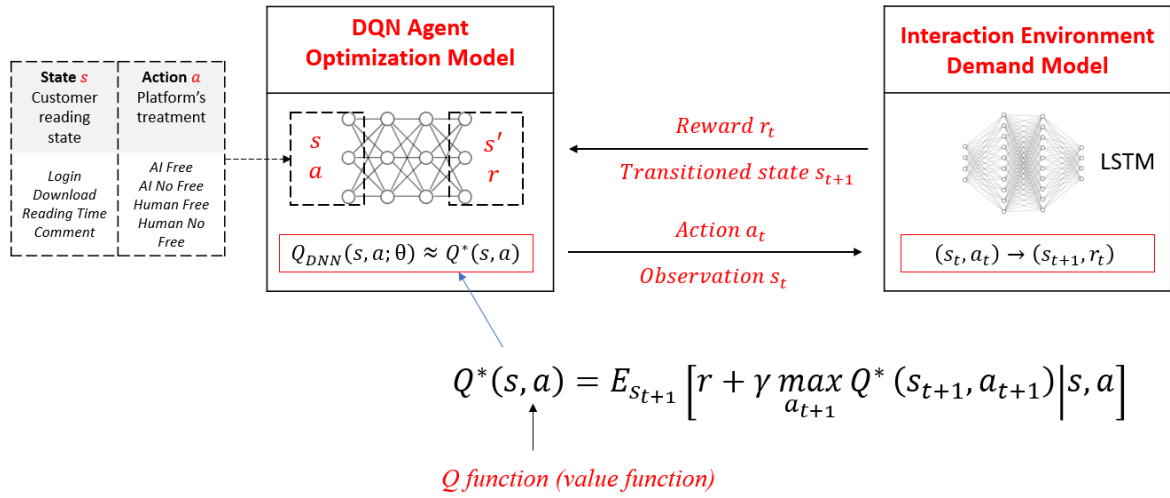 State s
Customer
reading
state
Login
Download
Reading Time
Comment
Action a
Platform's
treatment
AI Free
AI No Free
Human Free
Human No
Free
DQN Agent
Optimization Model
s
a
s′
r
Q_DNN(s, a; θ) ≈ Q*(s, a)
Reward r_t
Transitioned state s_{t+1}
Action a_t
Observation s_t
Interaction Environment
Demand Model
LSTM
(s_t, a_t) → (s_{t+1}, r_t)
Q*(s, a) = E_{s_{t+1}} [r + γ max_{a_{t+1}} Q*(s_{t+1}, a_{t+1})|s, a]
Q function (value function)